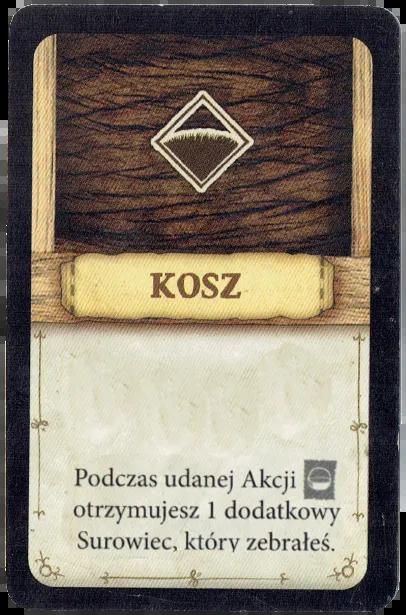 KOSZ
Podczas udanej Akcji
otrzymujesz 1 dodatkowy
Surowiec, który zebrałeś.